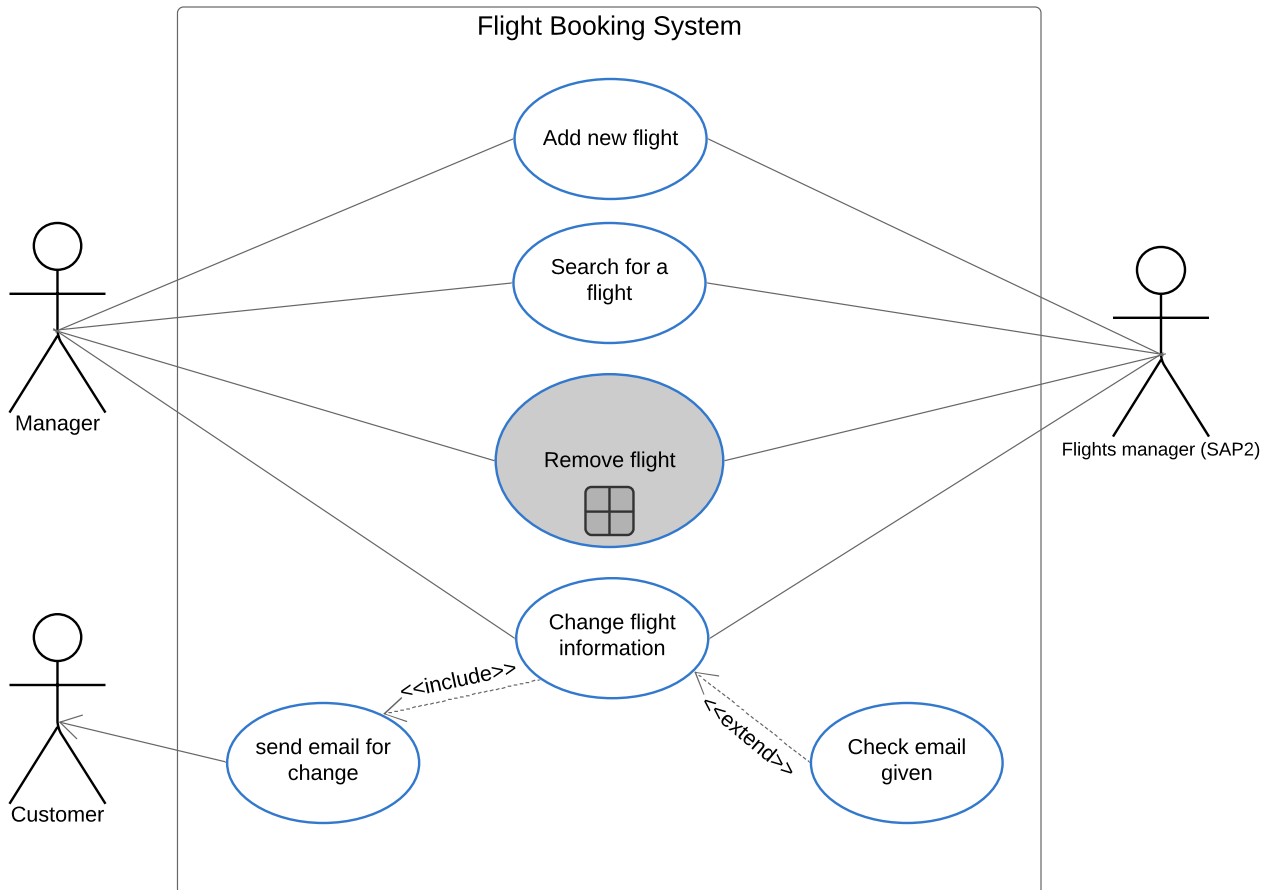 Flight Booking System
Add new flight
Search for a
flight
Manager
Remove flight
Flights manager (SAP2)
Change flight
information
<<include>>
<<extend>>
send email for
change
Check email
given
Customer